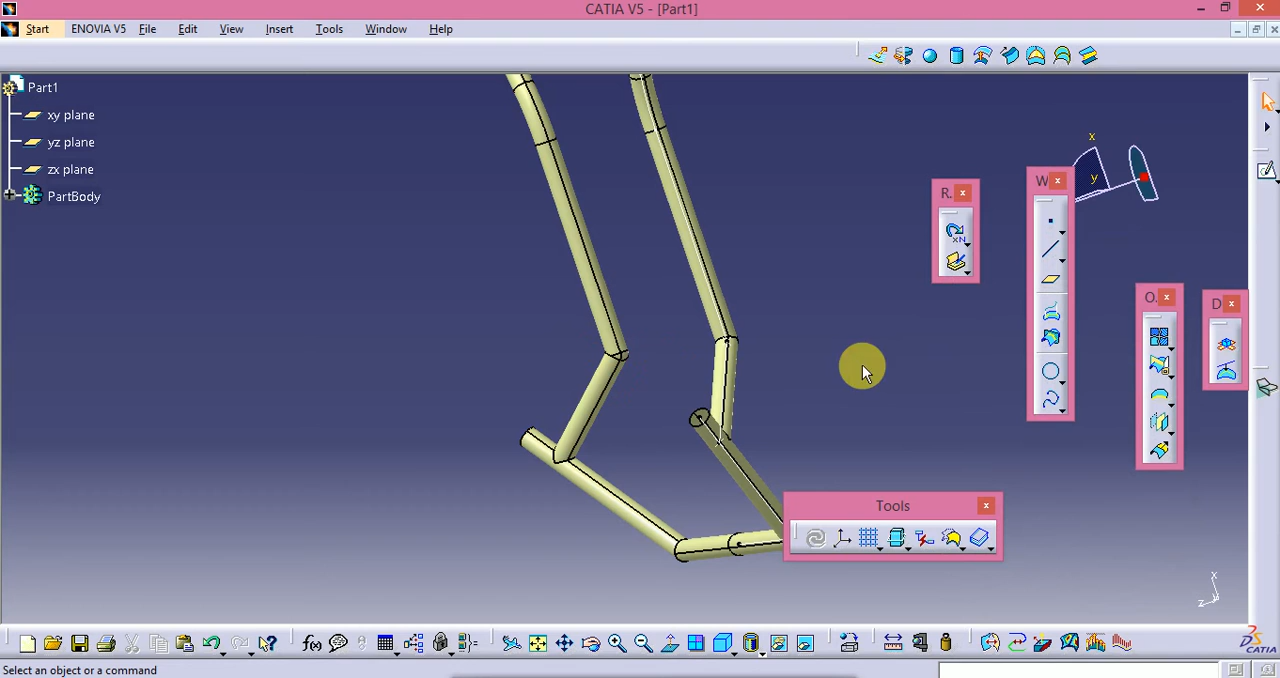 CATIA V5 - [Part1]
Start ENOVIA V5 File Edit View Insert Tools Window Help
Part1
xy plane
yz plane
zx plane
PartBody
x
y
R.
W
O.
D
Tools
x
z
y
f(x)
CATIA
Select an object or a command